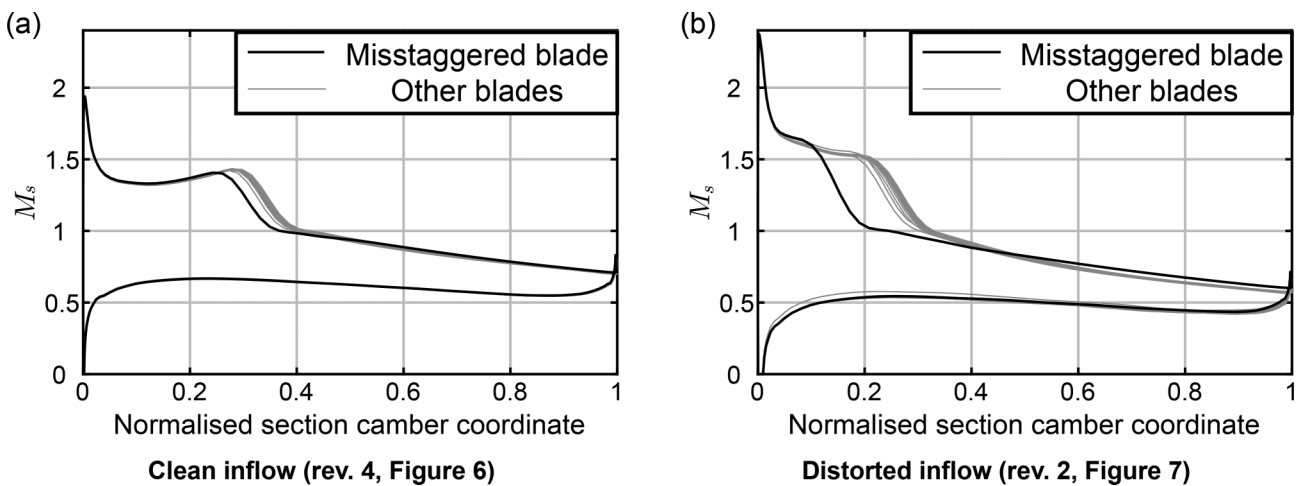 (a)
Misstaggered blade
Other blades
2
1.5
1
0.5
0
Ms
0 0.2 0.4 0.6 0.8 1
Normalised section camber coordinate
Clean inflow (rev. 4, Figure 6)
(b)
Misstaggered blade
Other blades
2
1.5
1
0.5
0
Ms
0 0.2 0.4 0.6 0.8 1
Normalised section camber coordinate
Distorted inflow (rev. 2, Figure 7)